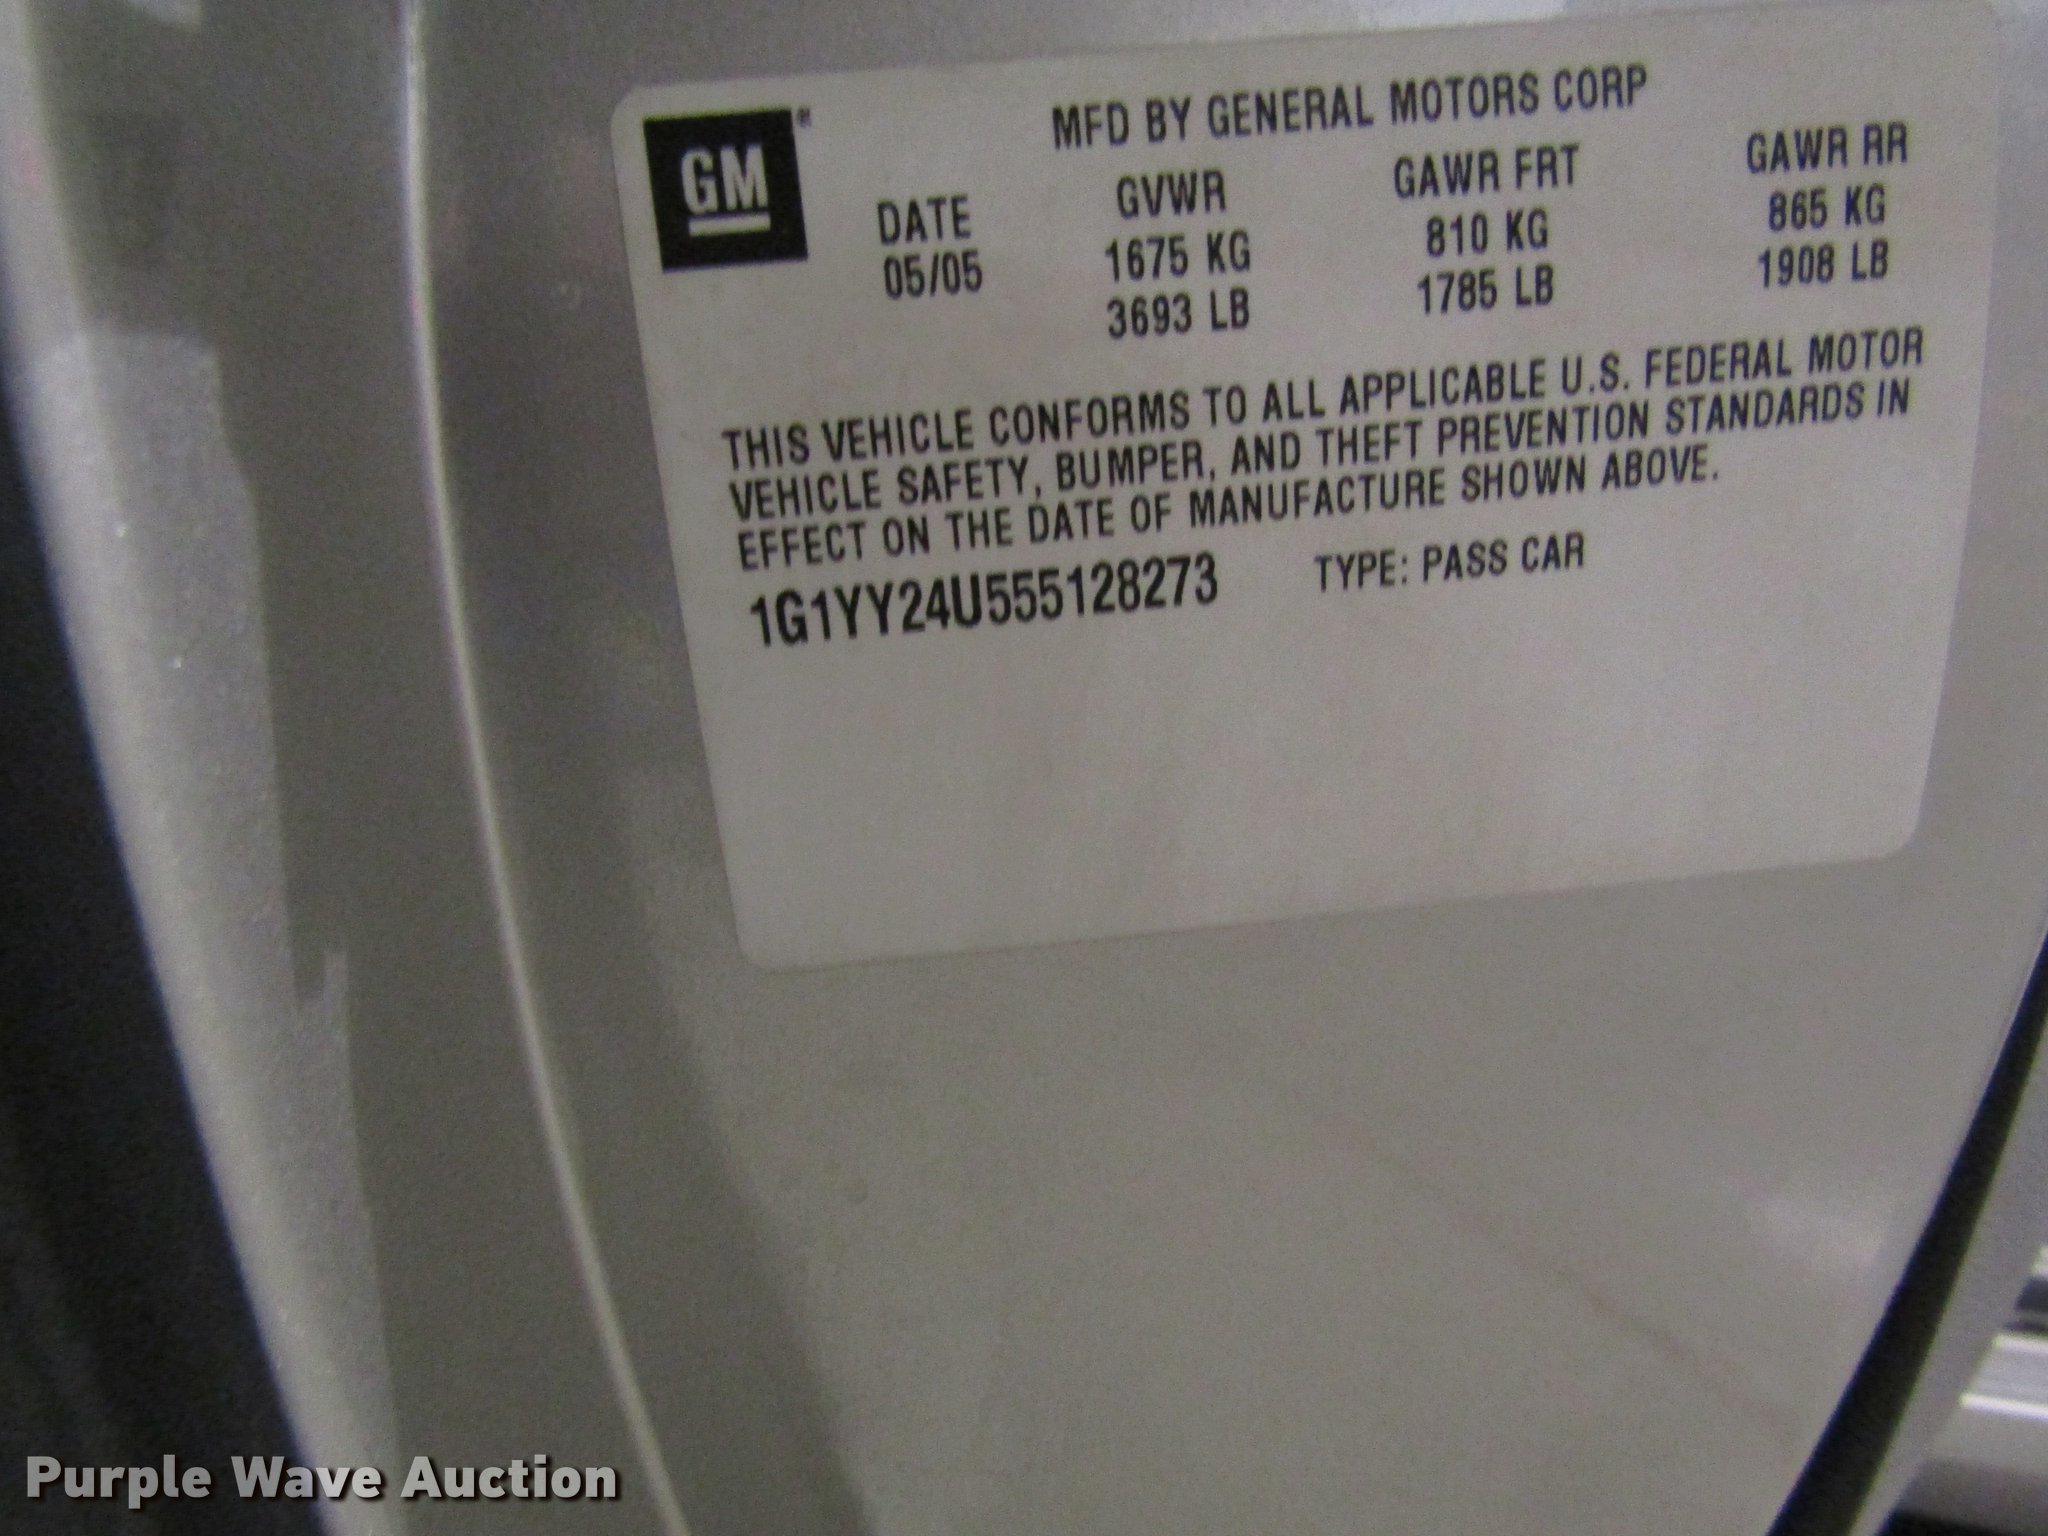 GM®
MFD BY GENERAL MOTORS CORP
DATE GVWR GAWR FRT GAWR RR
05/05 1675 KG 810 KG 865 KG
3693 LB 1785 LB 1908 LB
THIS VEHICLE CONFORMS TO ALL APPLICABLE U.S. FEDERAL MOTOR
VEHICLE SAFETY, BUMPER, AND THEFT PREVENTION STANDARDS IN
EFFECT ON THE DATE OF MANUFACTURE SHOWN ABOVE.
1G1YY24U555128273 TYPE: PASS CAR
Purple Wave Auction